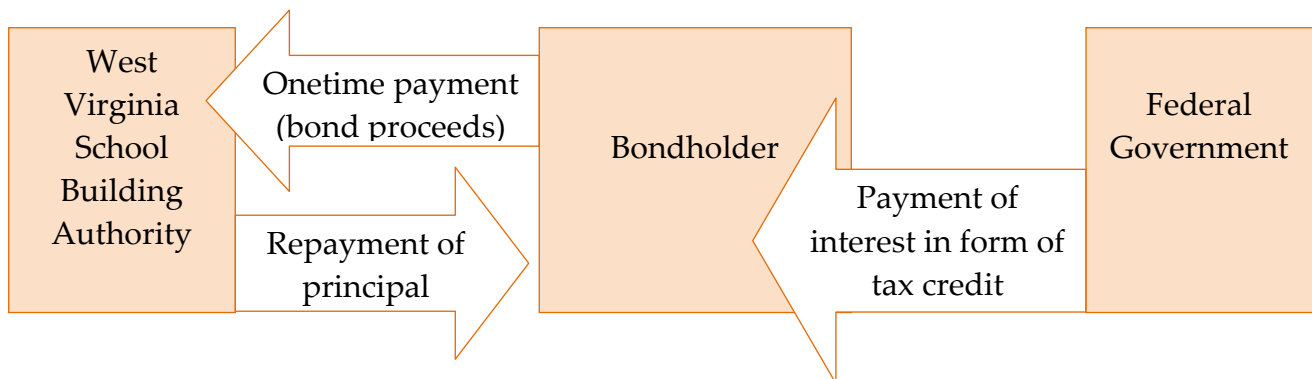 West
Virginia
School
Building
Authority
Onetime payment
(bond proceeds)
Repayment of
principal
Bondholder
Payment of
interest in form of
tax credit
Federal
Government